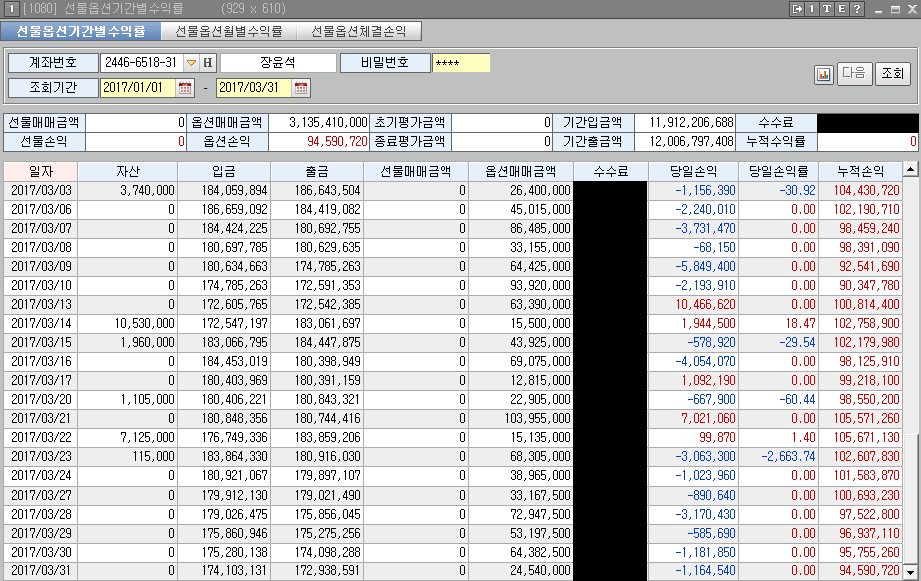 1 [1080] 선물옵션기간별수익률 (929 x 610) 1 T E ?
선물옵션기간별수익률 선물옵션월별수익률 선물옵션체결손익
계좌번호 2446-6518-31 H 장윤석 비밀번호 ****
조회기간 2017/01/01 - 2017/03/31 다음 조회
선물매매금액 0 옵션매매금액 3,135,410,000 초기평가금액 0 기간입금액 11,912,206,688 수수료
선물손익 0 옵션손익 94,590,720 종료평가금액 0 기간출금액 12,006,797,408 누적수익률 0
일자 자산 입금 출금 선물매매금액 옵션매매금액 수수료 당일손익 당일손익률 누적손익
2017/03/03 3,740,000 184,059,894 186,643,504 0 26,400,000 -1,156,390 -30.92 104,430,720
2017/03/06 0 186,659,092 184,419,082 0 45,015,000 -2,240,010 0.00 102,190,710
2017/03/07 0 184,424,225 180,692,755 0 86,485,000 -3,731,470 0.00 98,459,240
2017/03/08 0 180,697,785 180,629,635 0 33,155,000 -68,150 0.00 98,391,090
2017/03/09 0 180,634,663 174,785,263 0 64,425,000 -5,849,400 0.00 92,541,690
2017/03/10 0 174,785,263 172,591,353 0 93,920,000 -2,193,910 0.00 90,347,780
2017/03/13 0 172,605,765 172,542,385 0 63,390,000 10,466,620 0.00 100,814,400
2017/03/14 10,530,000 172,547,197 183,061,697 0 15,500,000 1,944,500 18.47 102,758,900
2017/03/15 1,960,000 183,066,795 184,447,875 0 43,925,000 -578,920 -29.54 102,179,980
2017/03/16 0 184,453,019 180,398,949 0 69,075,000 -4,054,070 0.00 98,125,910
2017/03/17 0 180,403,969 180,391,159 0 12,815,000 1,092,190 0.00 99,218,100
2017/03/20 1,105,000 180,406,221 180,843,321 0 22,905,000 -667,900 -60.44 98,550,200
2017/03/21 0 180,848,356 180,744,416 0 103,955,000 7,021,060 0.00 105,571,260
2017/03/22 7,125,000 176,749,336 183,859,206 0 15,135,000 99,870 1.40 105,671,130
2017/03/23 115,000 183,864,330 180,916,030 0 68,305,000 -3,063,300 -2,663.74 102,607,830
2017/03/24 0 180,921,067 179,897,107 0 38,965,000 -1,023,960 0.00 101,583,870
2017/03/27 0 179,912,130 179,021,490 0 33,167,500 -890,640 0.00 100,693,230
2017/03/28 0 179,026,475 175,856,045 0 72,947,500 -3,170,430 0.00 97,522,800
2017/03/29 0 175,860,946 175,275,256 0 53,197,500 -585,690 0.00 96,937,110
2017/03/30 0 175,280,138 174,098,288 0 64,382,500 -1,181,850 0.00 95,755,260
2017/03/31 0 174,103,131 172,938,591 0 24,540,000 -1,164,540 0.00 94,590,720